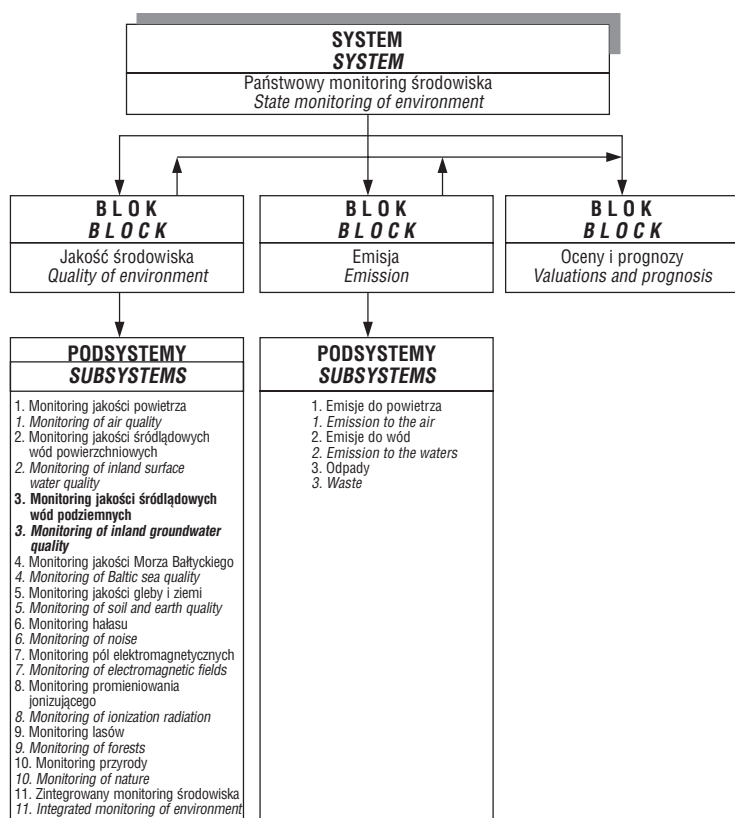 SYSTEM
SYSTEM
Państwowy monitoring środowiska
State monitoring of environment
BLOK
BLOCK
Jakość środowiska
Quality of environment
BLOK
BLOCK
Emisja
Emission
BLOK
BLOCK
Oceny i prognozy
Valuations and prognosis
PODSYSTEMY
SUBSYSTEMS
1. Monitoring jakości powietrza
1. Monitoring of air quality
2. Monitoring jakości śródlądowych
wód powierzchniowych
2. Monitoring of inland surface
water quality
3. Monitoring jakości śródlądowych
wód podziemnych
3. Monitoring of inland groundwater
quality
4. Monitoring jakości Morza Bałtyckiego
4. Monitoring of Baltic sea quality
5. Monitoring jakości gleby i ziemi
5. Monitoring of soil and earth quality
6. Monitoring hałasu
6. Monitoring of noise
7. Monitoring pól elektromagnetycznych
7. Monitoring of electromagnetic fields
8. Monitoring promieniowania
jonizującego
8. Monitoring of ionization radiation
9. Monitoring lasów
9. Monitoring of forests
10. Monitoring przyrody
10. Monitoring of nature
11. Zintegrowany monitoring środowiska
11. Integrated monitoring of environment
PODSYSTEMY
SUBSYSTEMS
1. Emisje do powietrza
1. Emission to the air
2. Emisje do wód
2. Emission to the waters
3. Odpady
3. Waste